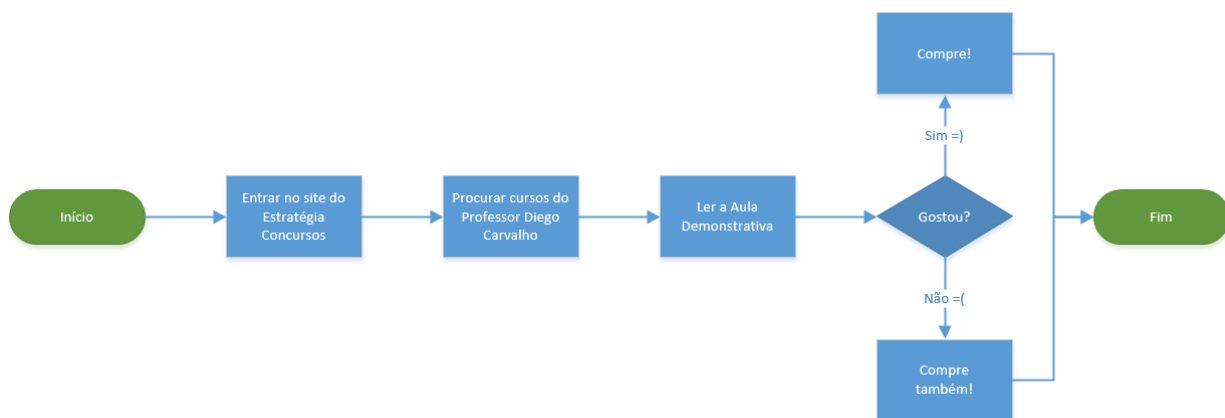 Início
Entrar no site do
Estratégia
Concursos
Procurar cursos do
Professor Diego
Carvalho
Ler a Aula
Demonstrativa
Gostou?
Sim =)
Compre!
Não =(
Compre
também!
Fim